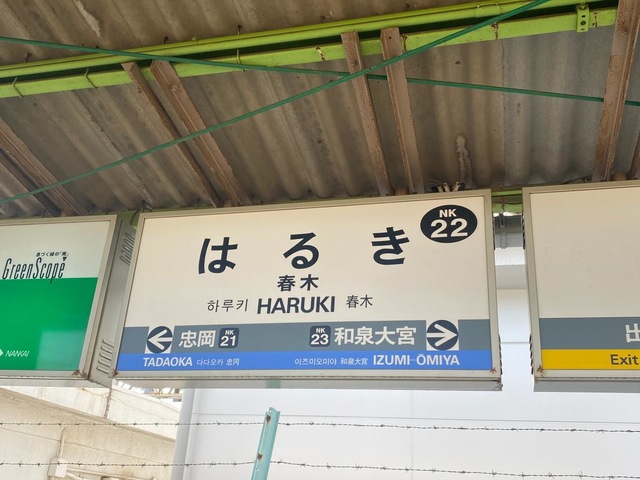 GreenScope
NANKAI
はるき
NK
22
春木
하루키 HARUKI 春木
忠岡 NK 21
NK 23 和泉大宮
TADAOKA 다다오카 忠冈
이즈미오미야 和泉大宫 IZUMI-ŌMIYA
出
Exit